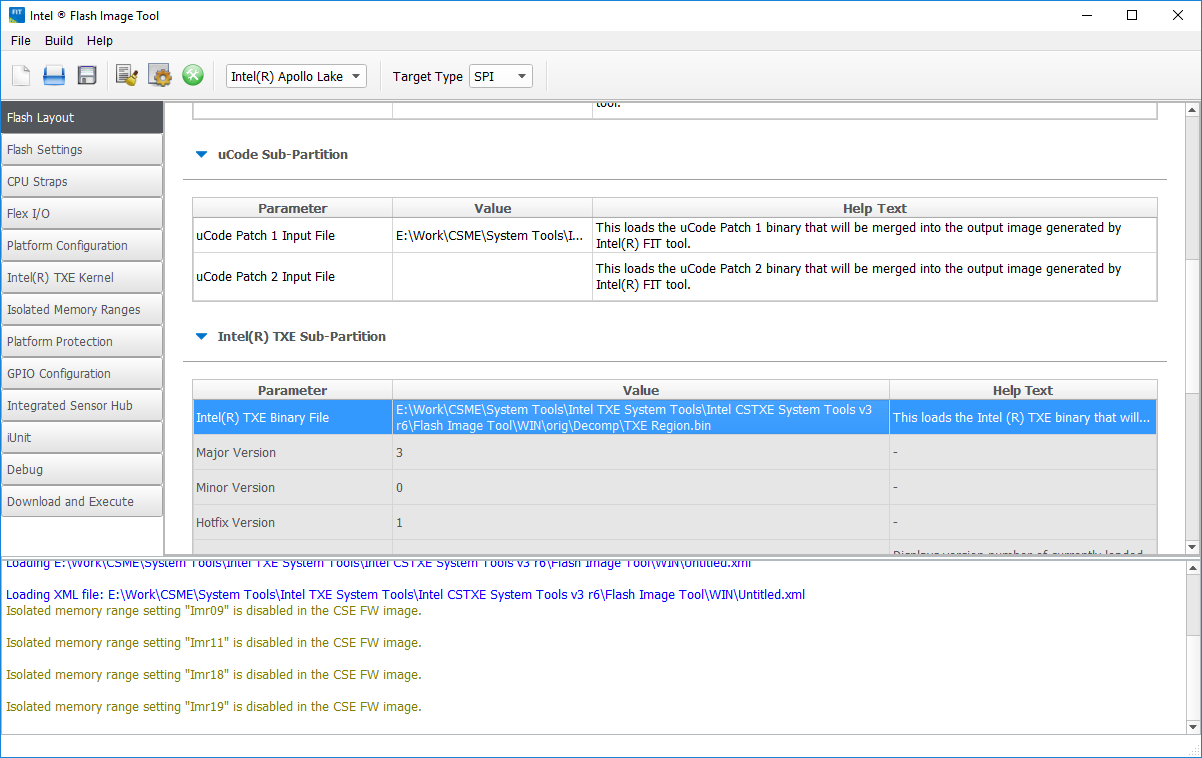 FIT Intel ® Flash Image Tool
File Build Help
Intel(R) Apollo Lake Target Type SPI
Flash Layout
Flash Settings
CPU Straps
Flex I/O
Platform Configuration
Intel(R) TXE Kernel
Isolated Memory Ranges
Platform Protection
GPIO Configuration
Integrated Sensor Hub
iUnit
Debug
Download and Execute
tool.
uCode Sub-Partition
Parameter Value Help Text
uCode Patch 1 Input File E:\Work\CSME\System Tools\I... This loads the uCode Patch 1 binary that will be merged into the output image generated by
Intel(R) FIT tool.
uCode Patch 2 Input File This loads the uCode Patch 2 binary that will be merged into the output image generated by
Intel(R) FIT tool.
Intel(R) TXE Sub-Partition
Parameter Value Help Text
Intel(R) TXE Binary File E:\Work\CSME\System Tools\Intel TXE System Tools\Intel CSTXE System Tools v3 This loads the Intel (R) TXE binary that will...
r6\Flash Image Tool\WIN\orig\Decomp\TXE Region.bin
Major Version 3 -
Minor Version 0 -
Hotfix Version 1 -
Displays version number of currently loaded
Loading E:\Work\CSME\System Tools\Intel TXE System Tools\Intel CSTXE System Tools v3 r6\Flash Image Tool\WIN\Untitled.xml
Loading XML file: E:\Work\CSME\System Tools\Intel TXE System Tools\Intel CSTXE System Tools v3 r6\Flash Image Tool\WIN\Untitled.xml
Isolated memory range setting "Imr09" is disabled in the CSE FW image.
Isolated memory range setting "Imr11" is disabled in the CSE FW image.
Isolated memory range setting "Imr18" is disabled in the CSE FW image.
Isolated memory range setting "Imr19" is disabled in the CSE FW image.